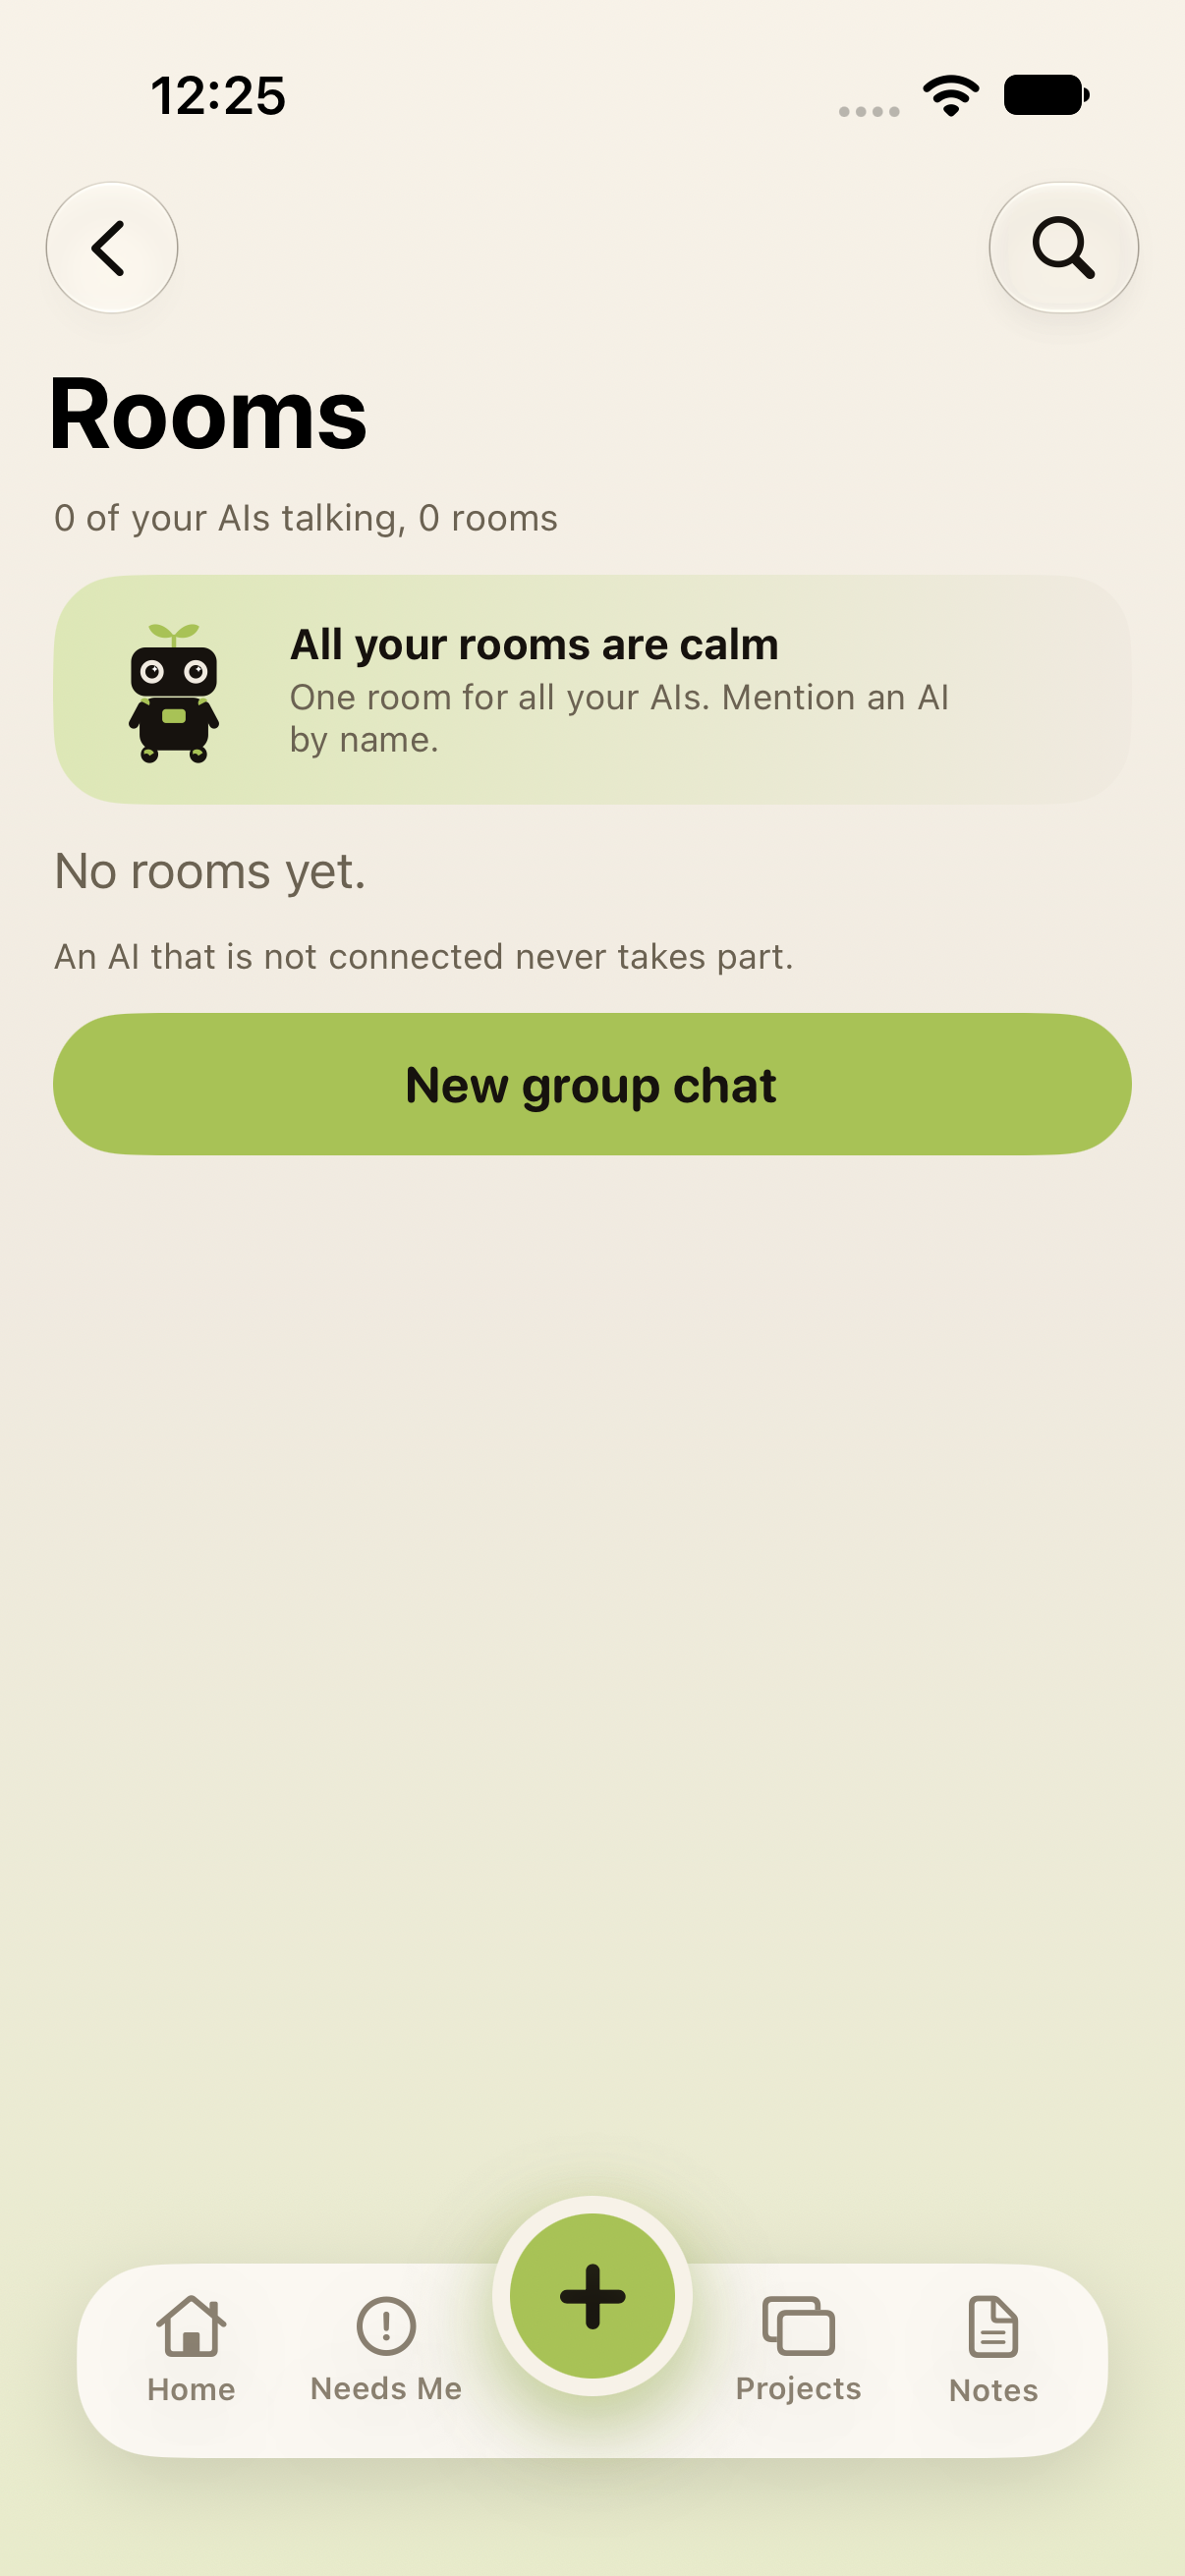 12:25
Rooms
0 of your AIs talking, 0 rooms
All your rooms are calm
One room for all your AIs. Mention an AI
by name.
No rooms yet.
An AI that is not connected never takes part.
New group chat
Home
Needs Me
Projects
Notes